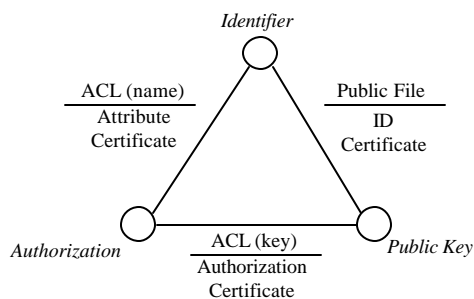 Identifier
ACL (name)
Attribute
Certificate
Public File
ID
Certificate
Authorization
ACL (key)
Authorization
Certificate
Public Key